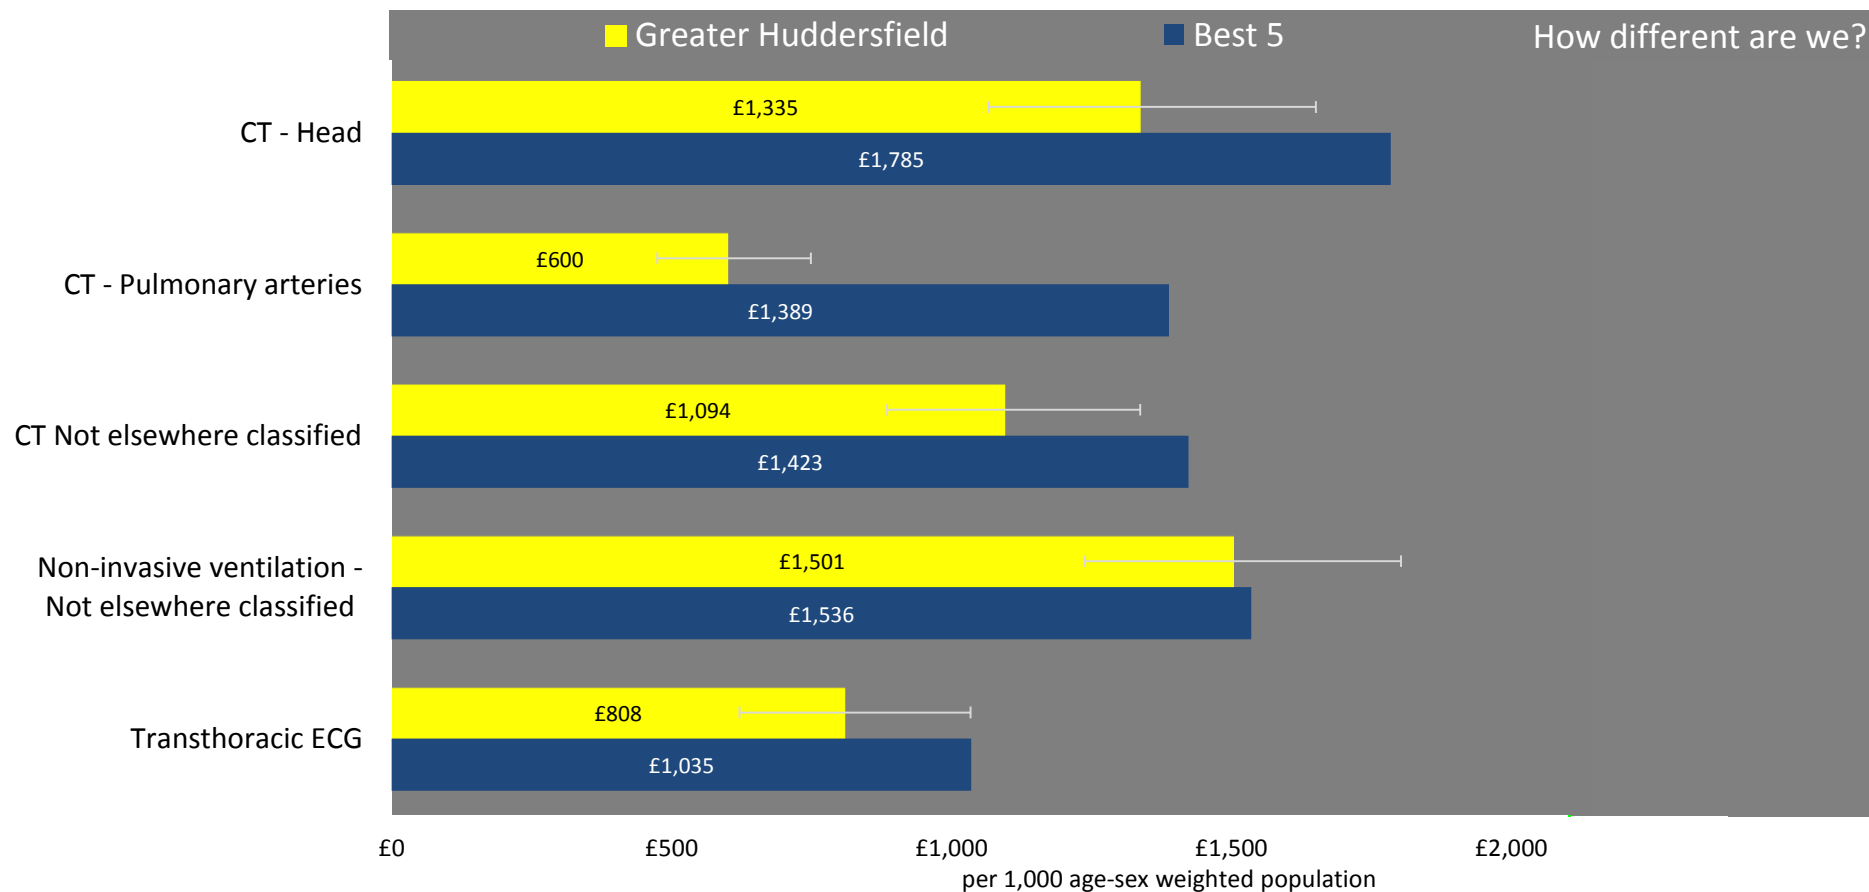 Greater Huddersfield Best 5 How different are we?
CT - Head
£1,335
£1,785
CT - Pulmonary arteries
£600
£1,389
CT Not elsewhere classified
£1,094
£1,423
Non-invasive ventilation -
Not elsewhere classified
£1,501
£1,536
Transthoracic ECG
£808
£1,035
£0 £500 £1,000 £1,500 £2,000
per 1,000 age-sex weighted population